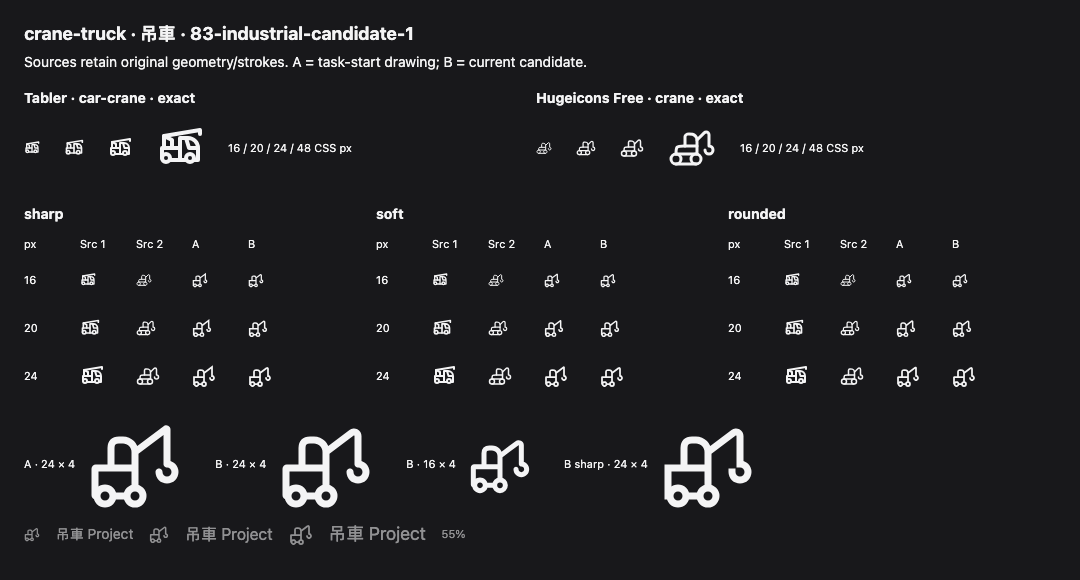 crane-truck · 吊車 · 83-industrial-candidate-1
Sources retain original geometry/strokes. A = task-start drawing; B = current candidate.
Tabler · car-crane · exact
Hugeicons Free · crane · exact
16 / 20 / 24 / 48 CSS px
16 / 20 / 24 / 48 CSS px
sharp
soft
rounded
px Src 1 Src 2 A B
px Src 1 Src 2 A B
px Src 1 Src 2 A B
16
16
16
20
20
20
24
24
24
A · 24 × 4
B · 24 × 4
B · 16 × 4
B sharp · 24 × 4
吊車 Project
吊車 Project
吊車 Project
55%